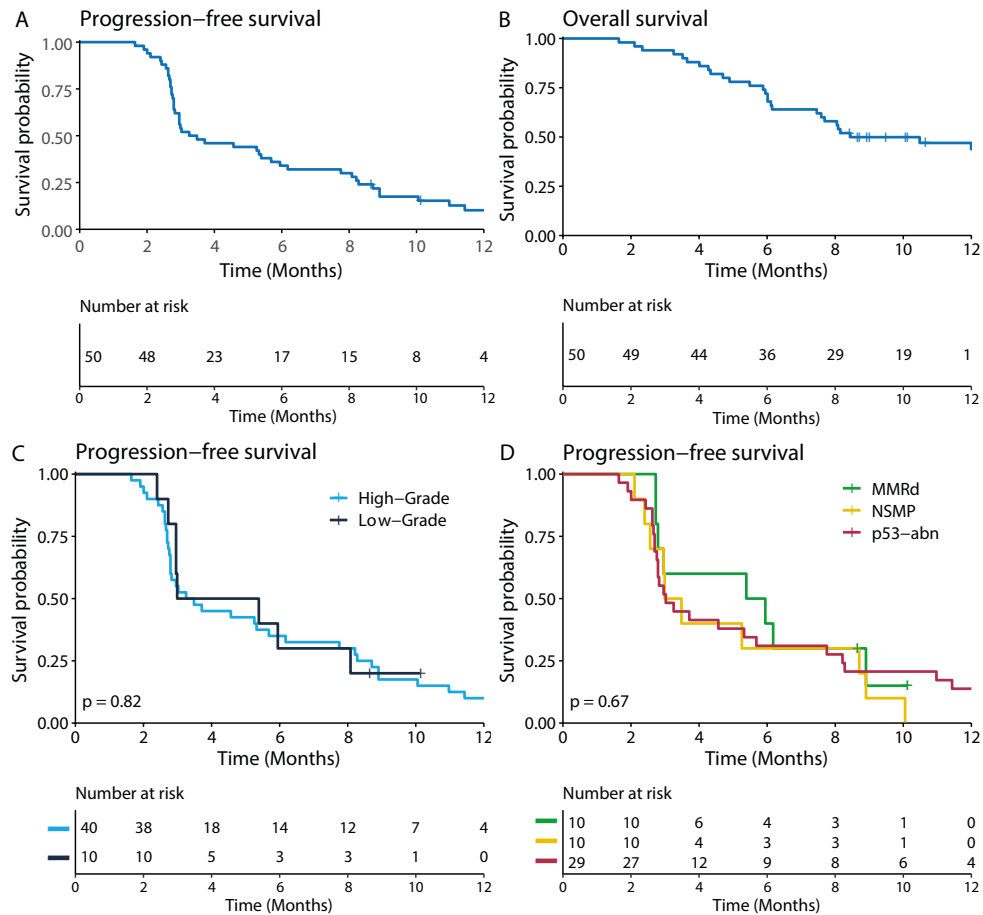 A Progression−free survival
Survival probability
1.00
0.75
0.50
0.25
0.00
0 2 4 6 8 10 12
Time (Months)
Number at risk
50 48 23 17 15 8 4
0 2 4 6 8 10 12
Time (Months)
B Overall survival
Survival probability
1.00
0.75
0.50
0.25
0.00
0 2 4 6 8 10 12
Time (Months)
Number at risk
50 49 44 36 29 19 1
0 2 4 6 8 10 12
Time (Months)
C Progression−free survival
Survival probability
1.00
0.75
0.50
0.25
0.00
High−Grade
Low−Grade
p = 0.82
0 2 4 6 8 10 12
Time (Months)
Number at risk
40 38 18 14 12 7 4
10 10 5 3 3 1 0
0 2 4 6 8 10 12
Time (Months)
D Progression−free survival
Survival probability
1.00
0.75
0.50
0.25
0.00
MMRd
NSMP
p53−abn
p = 0.67
0 2 4 6 8 10 12
Time (Months)
Number at risk
10 10 6 4 3 1 0
10 10 4 3 3 1 0
29 27 12 9 8 6 4
0 2 4 6 8 10 12
Time (Months)